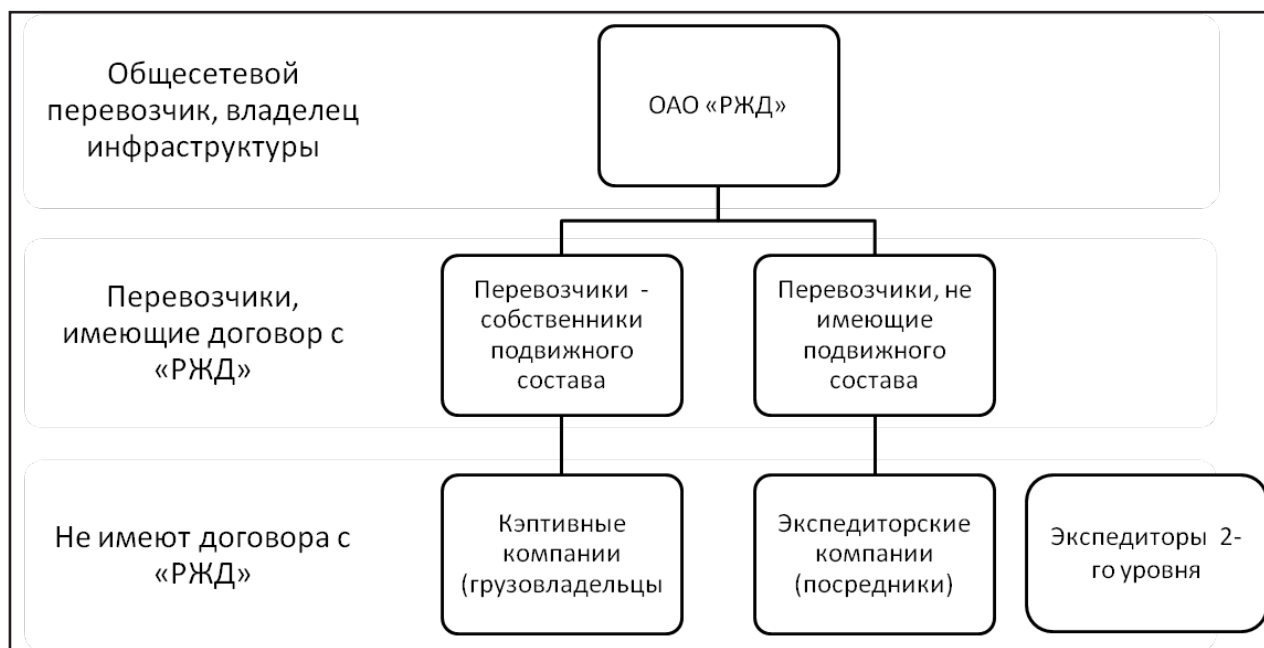 Общесетевой
перевозчик, владелец
инфраструктуры
ОАО «РЖД»
Перевозчики,
имеющие договор с
«РЖД»
Перевозчики -
собственники
подвижного
состава
Перевозчики, не
имеющие
подвижного
состава
Не имеют договора с
«РЖД»
Кэптивные
компании
(грузовладельцы
Экспедиторские
компании
(посредники)
Экспедиторы 2-
го уровня